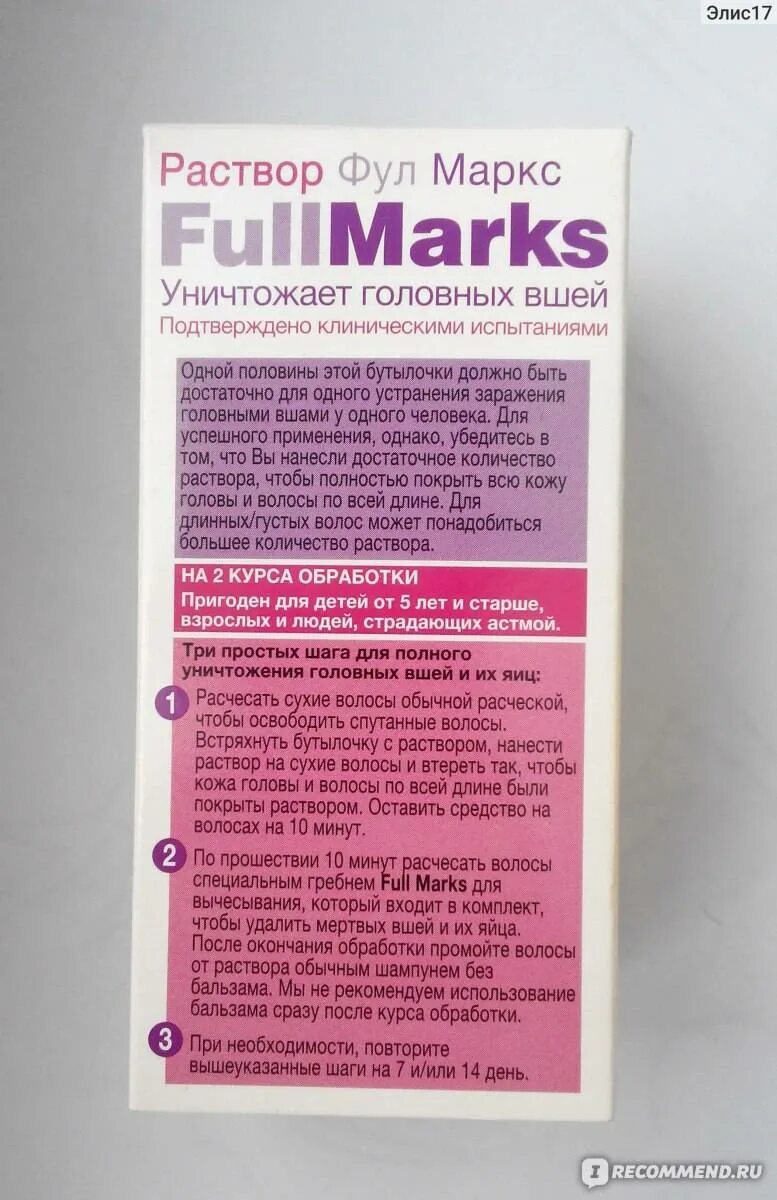 Элис17
Раствор Фул Маркс
FullMarks
Уничтожает головных вшей
Подтверждено клиническими испытаниями
Одной половины этой бутылочки должно быть
достаточно для одного устранения заражения
головными вшами у одного человека. Для
успешного применения, однако, убедитесь в
том, что Вы нанесли достаточное количество
раствора, чтобы полностью покрыть всю кожу
головы и волосы по всей длине. Для
длинных/густых волос может понадобиться
большее количество раствора.
НА 2 КУРСА ОБРАБОТКИ
Пригоден для детей от 5 лет и старше,
взрослых и людей, страдающих астмой.
Три простых шага для полного
уничтожения головных вшей и их яиц:
1 Расчесать сухие волосы обычной расческой,
чтобы освободить спутанные волосы.
Встряхнуть бутылочку с раствором, нанести
раствор на сухие волосы и втереть так, чтобы
кожа головы и волосы по всей длине были
покрыты раствором. Оставить средство на
волосах на 10 минут.
2 По прошествии 10 минут расчесать волосы
специальным гребнем Full Marks для
вычесывания, который входит в комплект,
чтобы удалить мертвых вшей и их яйца.
После окончания обработки промойте волосы
от раствора обычным шампунем без
бальзама. Мы не рекомендуем использование
бальзама сразу после курса обработки.
3 При необходимости, повторите
вышеуказанные шаги на 7 и/или 14 день.
IRECOMMEND.RU